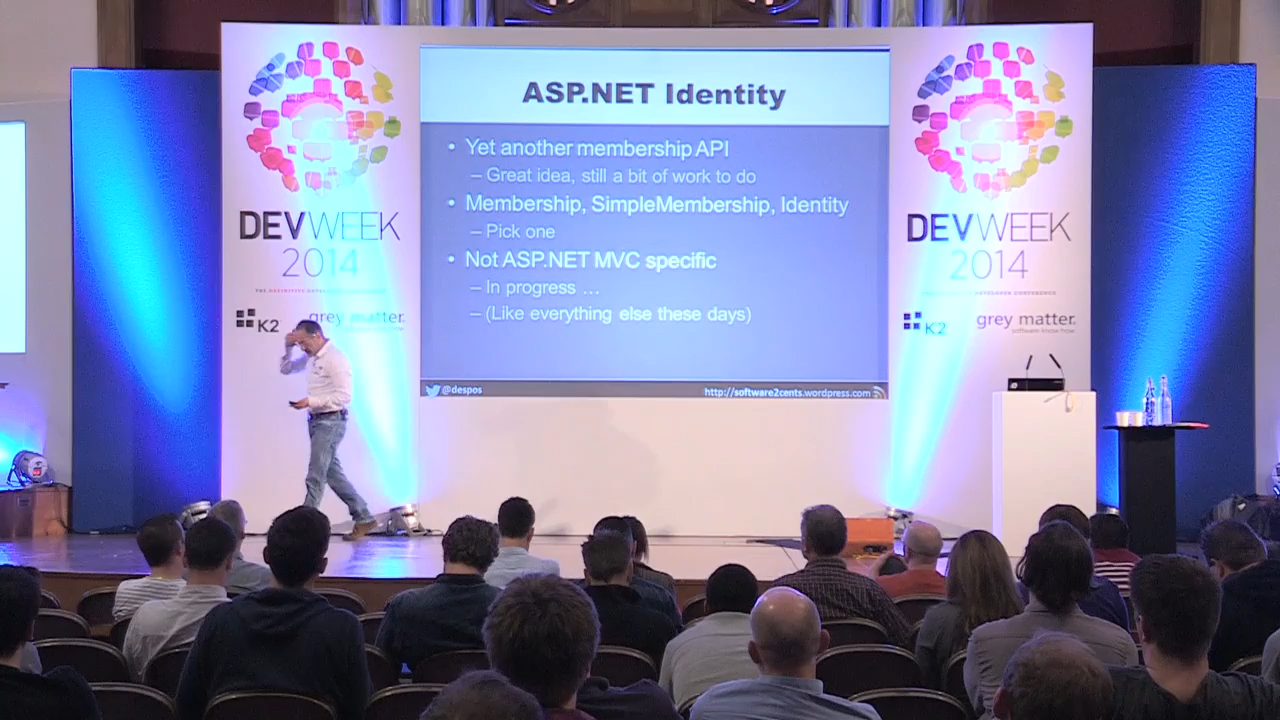 ASP.NET Identity
• Yet another membership API
– Great idea, still a bit of work to do
• Membership, SimpleMembership, Identity
– Pick one
• Not ASP.NET MVC specific
– In progress …
– (Like everything else these days)
@despos
http://software2cents.wordpress.com
DEVWEEK
2014
K2
grey matter.
DEVWEEK
2014
K2
grey matter.
software know-how